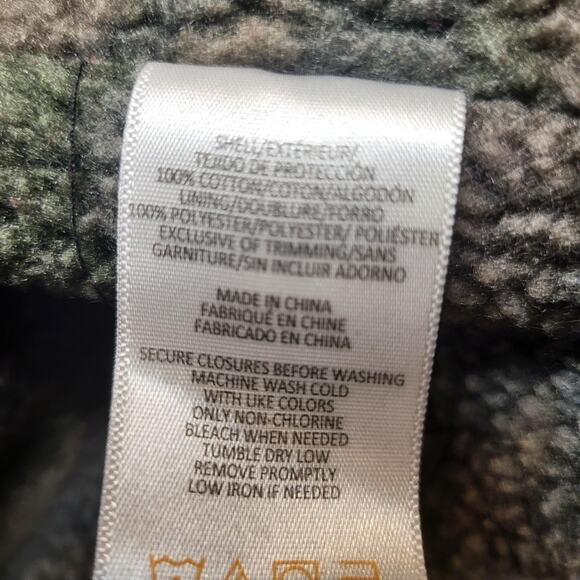 SHELL/EXTÉRIEUR/
TEJIDO DE PROTECCIÓN
100% COTTON/COTON/ALGODÓN
LINING/DOUBLURE/FORRO
100% POLYESTER/POLYESTER/ POLIÉSTER
EXCLUSIVE OF TRIMMING/SANS
GARNITURE/SIN INCLUIR ADORNO
MADE IN CHINA
FABRIQUÉ EN CHINE
FABRICADO EN CHINA
SECURE CLOSURES BEFORE WASHING
MACHINE WASH COLD
WITH LIKE COLORS
ONLY NON-CHLORINE
BLEACH WHEN NEEDED
TUMBLE DRY LOW
REMOVE PROMPTLY
LOW IRON IF NEEDED